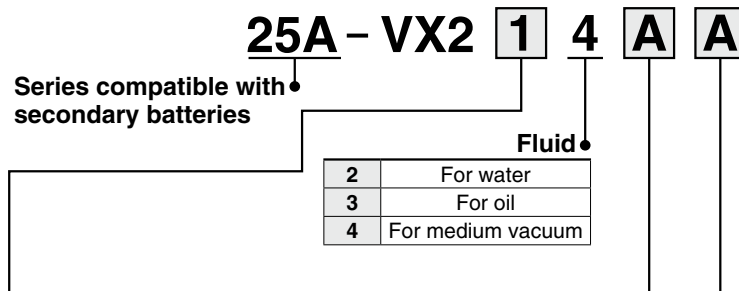 25A – VX2 1 4 A A
Series compatible with
secondary batteries
Fluid
2 For water
3 For oil
4 For medium vacuum